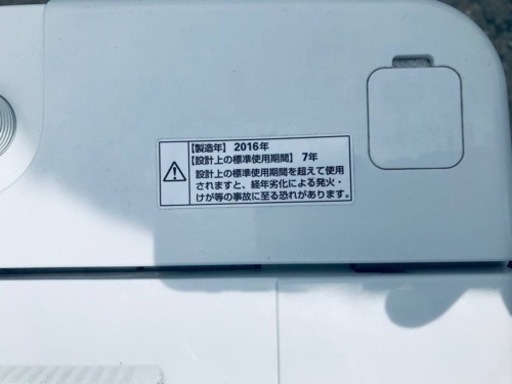 【製造年】 2016年
【設計上の標準使用期間】 7年
設計上の標準使用期間を超えて使用
されますと、経年劣化による発火・
けが等の事故に至る恐れがあります。